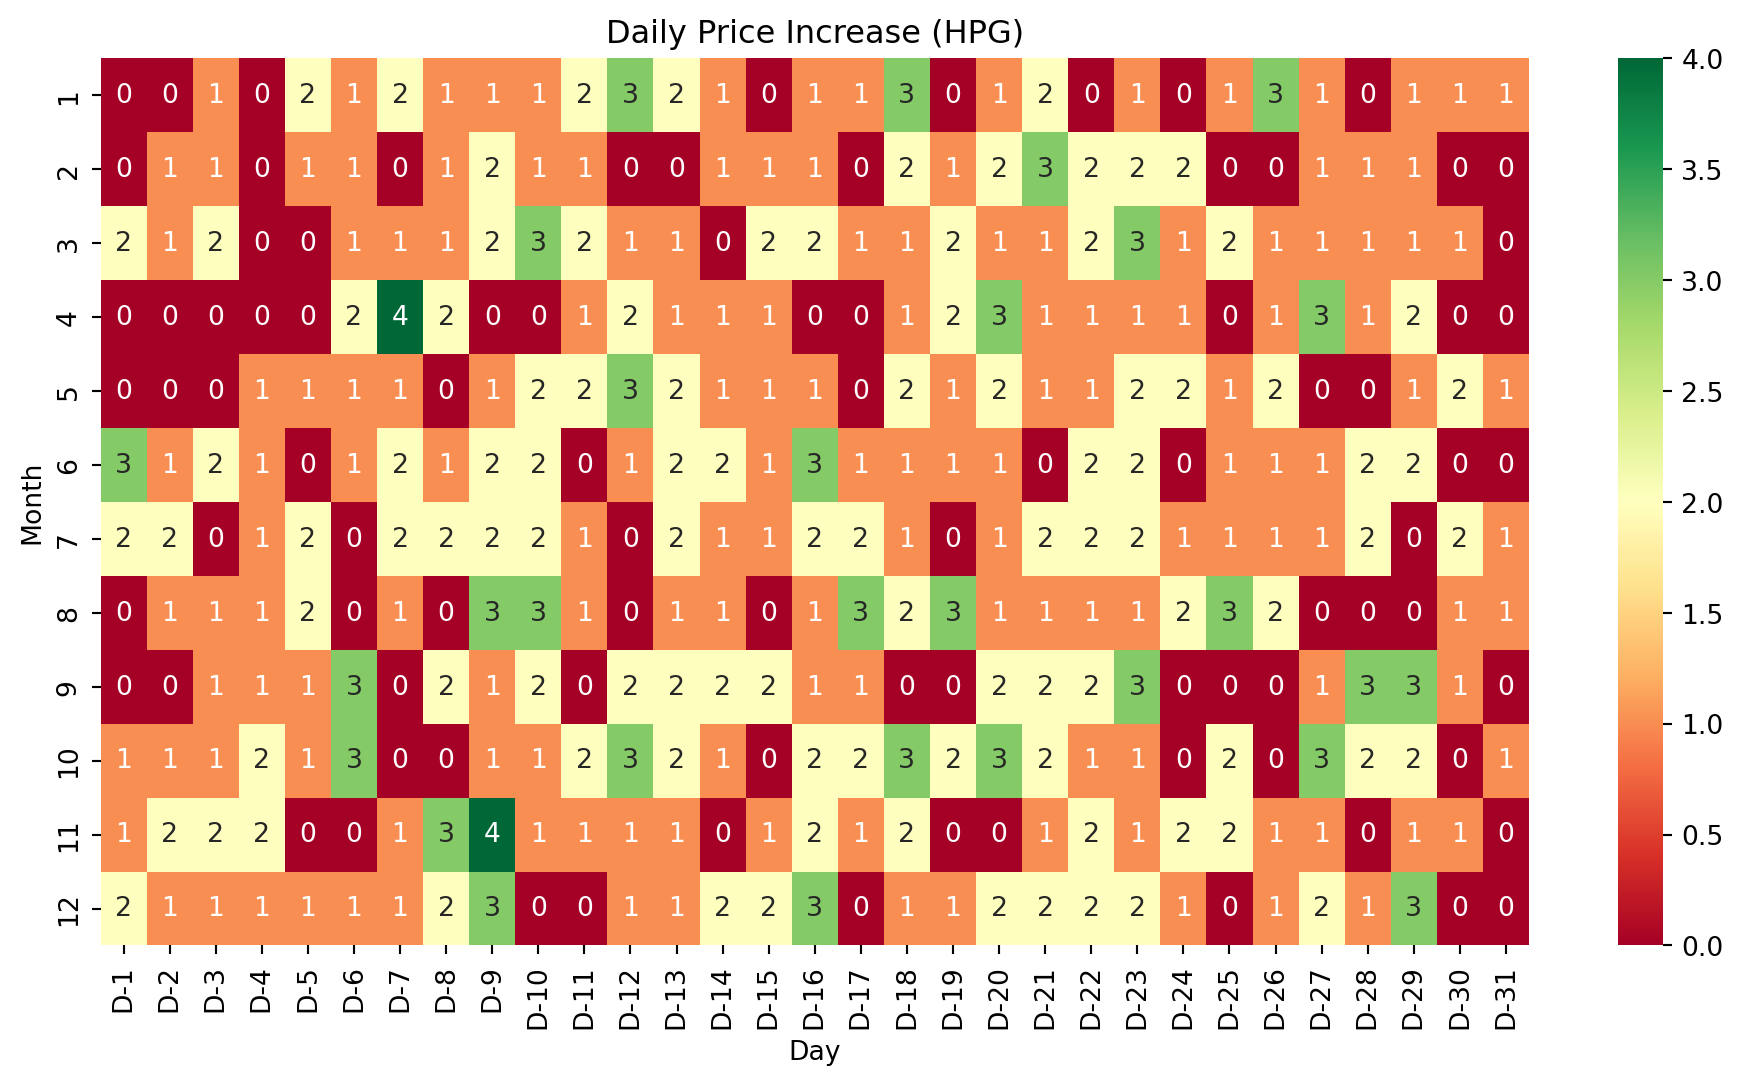 Daily Price Increase (HPG)
1 0 0 1 0 2 1 2 1 1 1 2 3 2 1 0 1 1 3 0 1 2 0 1 0 1 3 1 0 1 1 1
2 0 1 1 0 1 1 0 1 2 1 1 0 0 1 1 1 0 2 1 2 3 2 2 2 0 0 1 1 1 0 0
3 2 1 2 0 0 1 1 1 2 3 2 1 1 0 2 2 1 1 2 1 1 2 3 1 2 1 1 1 1 1 0
4 0 0 0 0 0 2 4 2 0 0 1 2 1 1 1 0 0 1 2 3 1 1 1 1 0 1 3 1 2 0 0
5 0 0 0 1 1 1 1 0 1 2 2 3 2 1 1 1 0 2 1 2 1 1 2 2 1 2 0 0 1 2 1
6 3 1 2 1 0 1 2 1 2 2 0 1 2 2 1 3 1 1 1 1 0 2 2 0 1 1 1 2 2 0 0
7 2 2 0 1 2 0 2 2 2 2 1 0 2 1 1 2 2 1 0 1 2 2 2 1 1 1 1 2 0 2 1
8 0 1 1 1 2 0 1 0 3 3 1 0 1 1 0 1 3 2 3 1 1 1 1 2 3 2 0 0 0 1 1
9 0 0 1 1 1 3 0 2 1 2 0 2 2 2 2 1 1 0 0 2 2 2 3 0 0 0 1 3 3 1 0
10 1 1 1 2 1 3 0 0 1 1 2 3 2 1 0 2 2 3 2 3 2 1 1 0 2 0 3 2 2 0 1
11 1 2 2 2 0 0 1 3 4 1 1 1 1 0 1 2 1 2 0 0 1 2 1 2 2 1 1 0 1 1 0
12 2 1 1 1 1 1 1 2 3 0 0 1 1 2 2 3 0 1 1 2 2 2 2 1 0 1 2 1 3 0 0
Month
D-1 D-2 D-3 D-4 D-5 D-6 D-7 D-8 D-9 D-10 D-11 D-12 D-13 D-14 D-15 D-16 D-17 D-18 D-19 D-20 D-21 D-22 D-23 D-24 D-25 D-26 D-27 D-28 D-29 D-30 D-31
Day
4.0
3.5
3.0
2.5
2.0
1.5
1.0
0.5
0.0